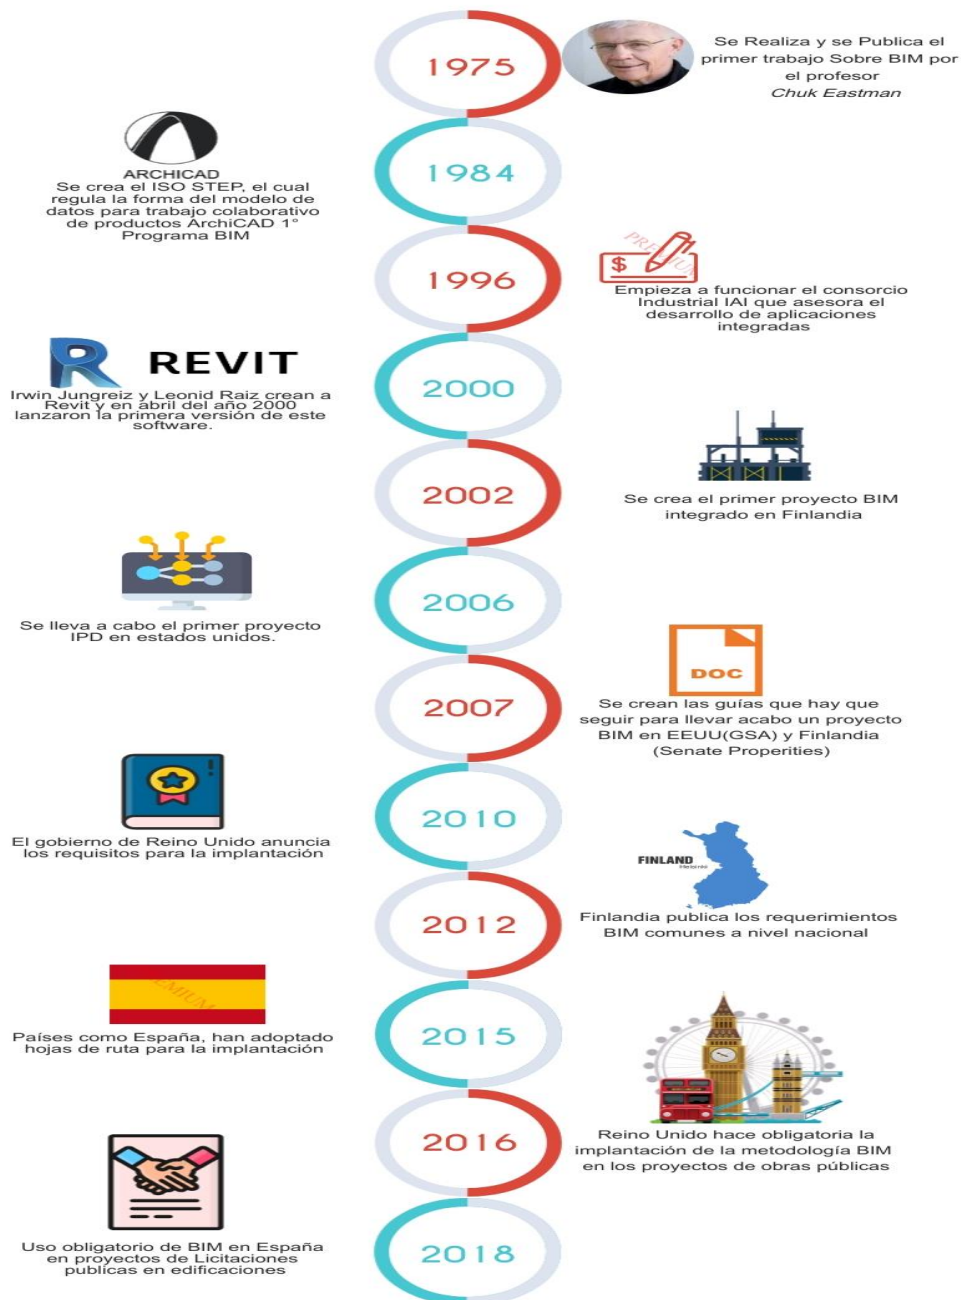 1975
Se Realiza y se Publica el
primer trabajo Sobre BIM por
el profesor
Chuk Eastman
ARCHICAD
Se crea el ISO STEP, el cual
regula la forma del modelo de
datos para trabajo colaborativo
de productos ArchiCAD 1°
Programa BIM
1984
1996
PREMIUM
$
Empieza a funcionar el consorcio
Industrial IAI que asesora el
desarrollo de aplicaciones
integradas
R REVIT
Irwin Jungreiz y Leonid Raiz crean a
Revit y en abril del año 2000
lanzaron la primera versión de este
software.
2000
2002
Se crea el primer proyecto BIM
integrado en Finlandia
Se lleva a cabo el primer proyecto
IPD en estados unidos.
2006
2007
DOC
Se crean las guías que hay que
seguir para llevar acabo un proyecto
BIM en EEUU(GSA) y Finlandia
(Senate Properities)
El gobierno de Reino Unido anuncia
los requisitos para la implantación
2010
2012
FINLAND
Helsinki
Finlandia publica los requerimientos
BIM comunes a nivel nacional
EMIUM
Países como España, han adoptado
hojas de ruta para la implantación
2015
2016
Reino Unido hace obligatoria la
implantación de la metodología BIM
en los proyectos de obras públicas
Uso obligatorio de BIM en España
en proyectos de Licitaciones
publicas en edificaciones
2018